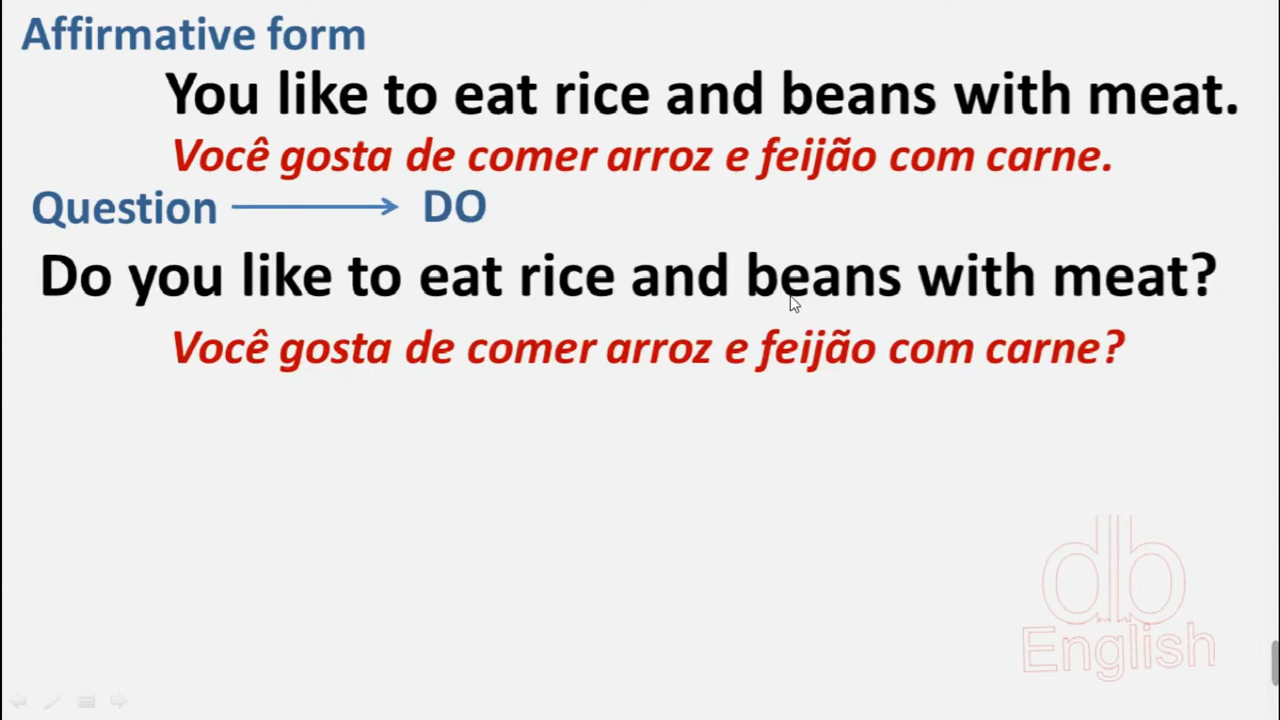 Affirmative form
You like to eat rice and beans with meat.
Você gosta de comer arroz e feijão com carne.
Question DO
Do you like to eat rice and beans with meat?
Você gosta de comer arroz e feijão com carne?
db
English